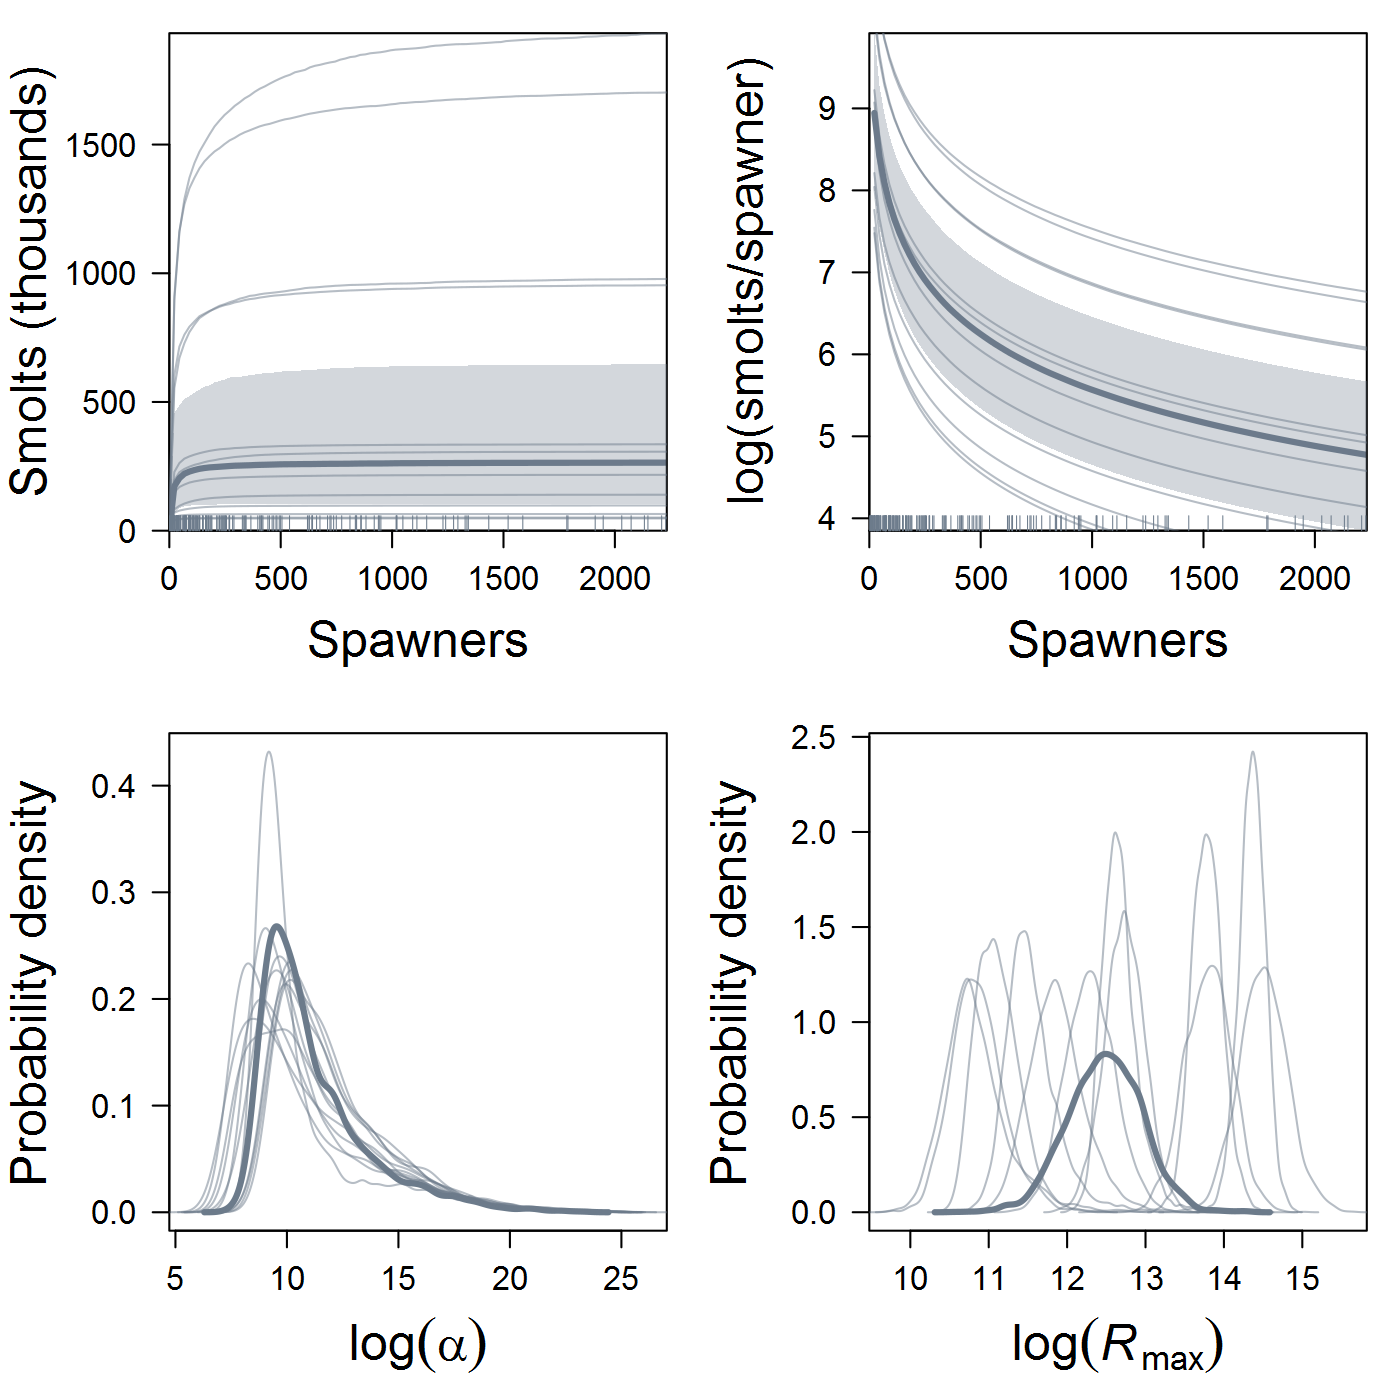 Smolts (thousands)
1500
1000
500
0
0 500 1000 1500 2000
Spawners
log(smolts/spawner)
9
8
7
6
5
4
0 500 1000 1500 2000
Spawners
Probability density
0.4
0.3
0.2
0.1
0.0
5 10 15 20 25
log(α)
Probability density
2.5
2.0
1.5
1.0
0.5
0.0
10 11 12 13 14 15
log(Rmax)